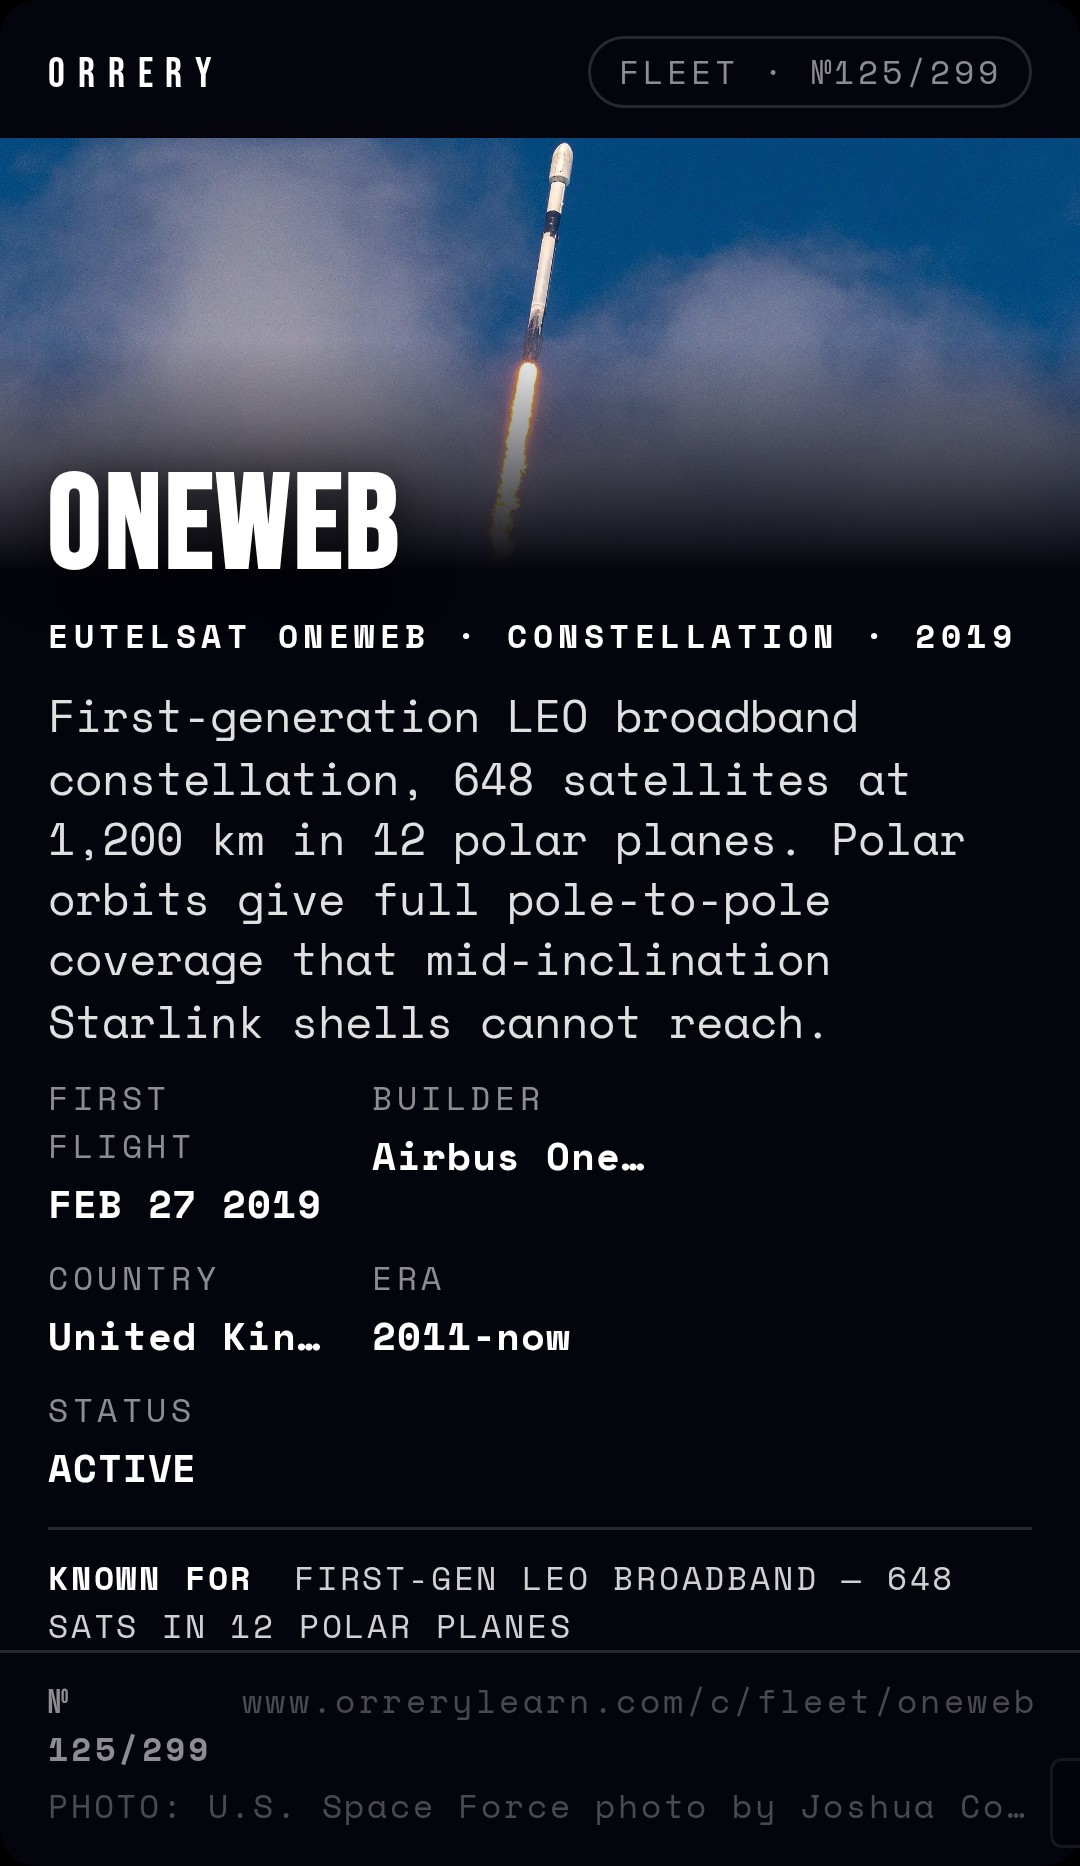 ORRERY
FLEET · №125/299
ONEWEB
EUTELSAT ONEWEB · CONSTELLATION · 2019
First-generation LEO broadband
constellation, 648 satellites at
1,200 km in 12 polar planes. Polar
orbits give full pole-to-pole
coverage that mid-inclination
Starlink shells cannot reach.
FIRST
FLIGHT
FEB 27 2019
BUILDER
Airbus One…
COUNTRY
United Kin…
ERA
2011-now
STATUS
ACTIVE
KNOWN FOR FIRST-GEN LEO BROADBAND — 648
SATS IN 12 POLAR PLANES
№
125/299
www.orrerylearn.com/c/fleet/oneweb
PHOTO: U.S. Space Force photo by Joshua Co…